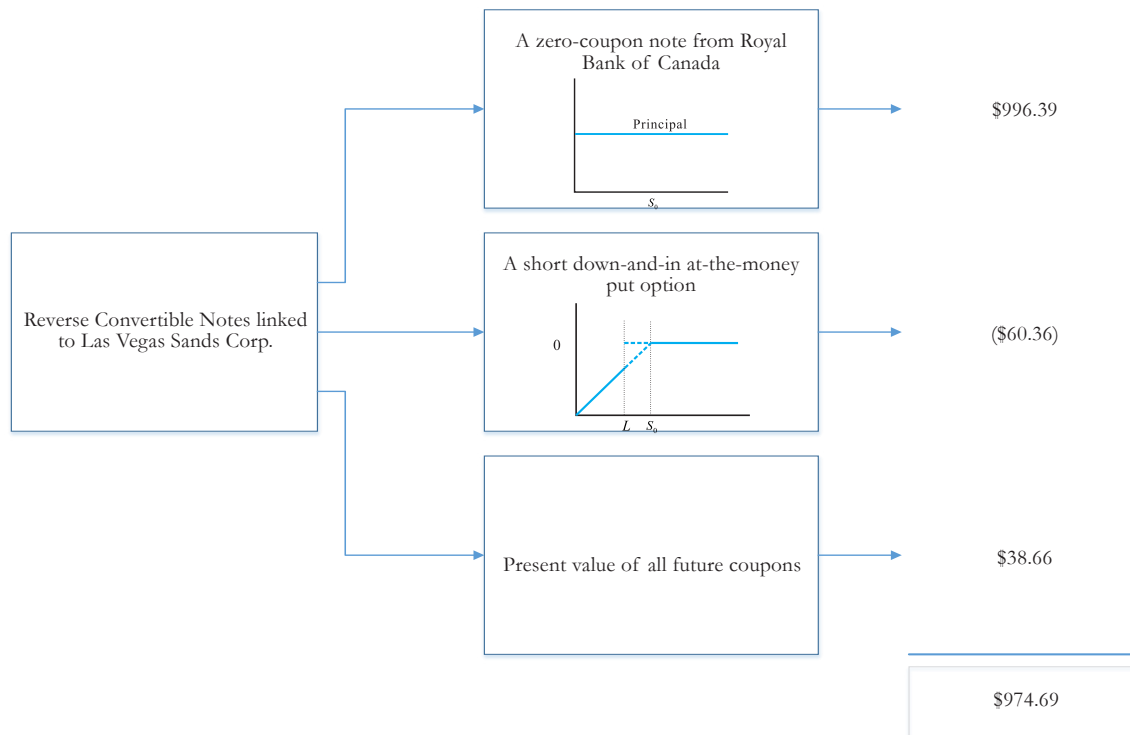 A zero-coupon note from Royal
Bank of Canada
Principal
S₀
$996.39
Reverse Convertible Notes linked
to Las Vegas Sands Corp.
A short down-and-in at-the-money
put option
0
L S₀
($60.36)
Present value of all future coupons
$38.66
$974.69